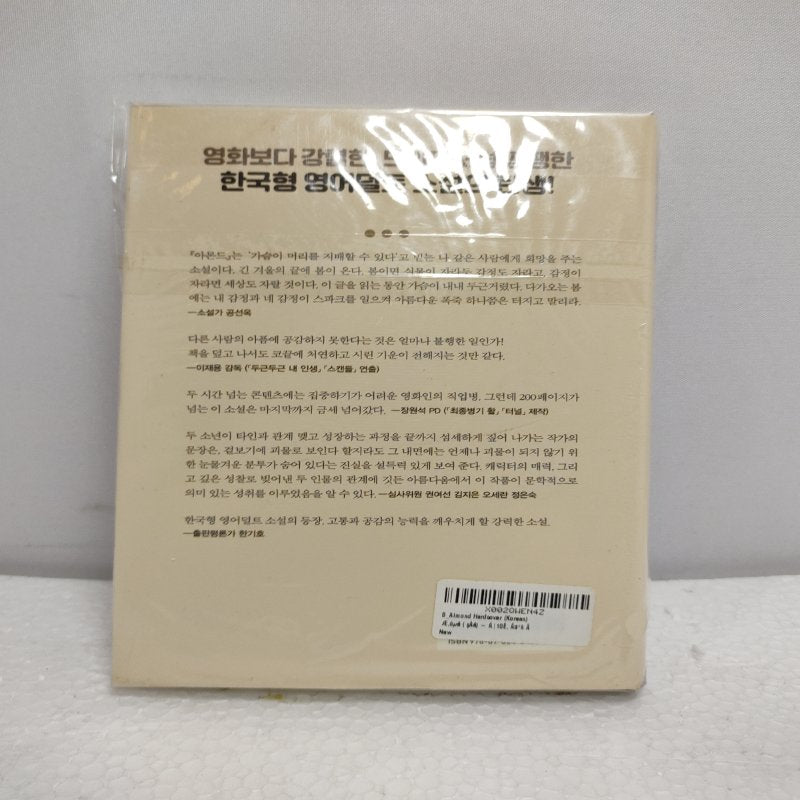 영화보다 강렬한, 드라마 생생한
한국형 영어덜트 소설의 탄생!
『아몬드』는 '가슴이 머리를 지배할 수 있다'고 믿는 나 같은 사람에게 희망을 주는
소설이다. 긴 겨울의 끝에 봄이 온다. 봄이면 식물이 자라듯 감정도 자라고, 감정이
자라면 세상도 자랄 것이다. 이 글을 읽는 동안 가슴이 내내 두근거렸다. 다가오는 봄
에는 내 감정과 네 감정이 스파크를 일으켜 아름다운 폭죽 하나쯤은 터지고 말리라.
—소설가 공선옥
다른 사람의 아픔에 공감하지 못한다는 것은 얼마나 불행한 일인가!
책을 덮고 나서도 코끝에 처연하고 시린 기운이 전해지는 것만 같다.
—이재용 감독 (「두근두근 내 인생」 「스캔들」 연출)
두 시간 넘는 콘텐츠에는 집중하기가 어려운 영화인의 직업병. 그런데 200페이지가
넘는 이 소설은 마지막까지 금세 넘어갔다. —장원석 PD (「최종병기 활」 「터널」 제작)
두 소년이 타인과 관계 맺고 성장하는 과정을 끝까지 섬세하게 짚어 나가는 작가의
문장은, 겉보기에 괴물로 보인다 할지라도 그 내면에는 언제나 괴물이 되지 않기 위
한 눈물겨운 분투가 숨어 있다는 진실을 설득력 있게 보여 준다. 캐릭터의 매력, 그리
고 깊은 성찰로 빚어낸 두 인물의 관계에 깃든 아름다움에서 이 작품이 문학적으로
의미 있는 성취를 이루었음을 알 수 있다. —심사위원 권여선 김지은 오세란 정은숙
한국형 영어덜트 소설의 등장. 고통과 공감의 능력을 깨우치게 할 강력한 소설.
—출판평론가 한기호
X002OWEN4Z
Almond Hardcover (Korean)
New